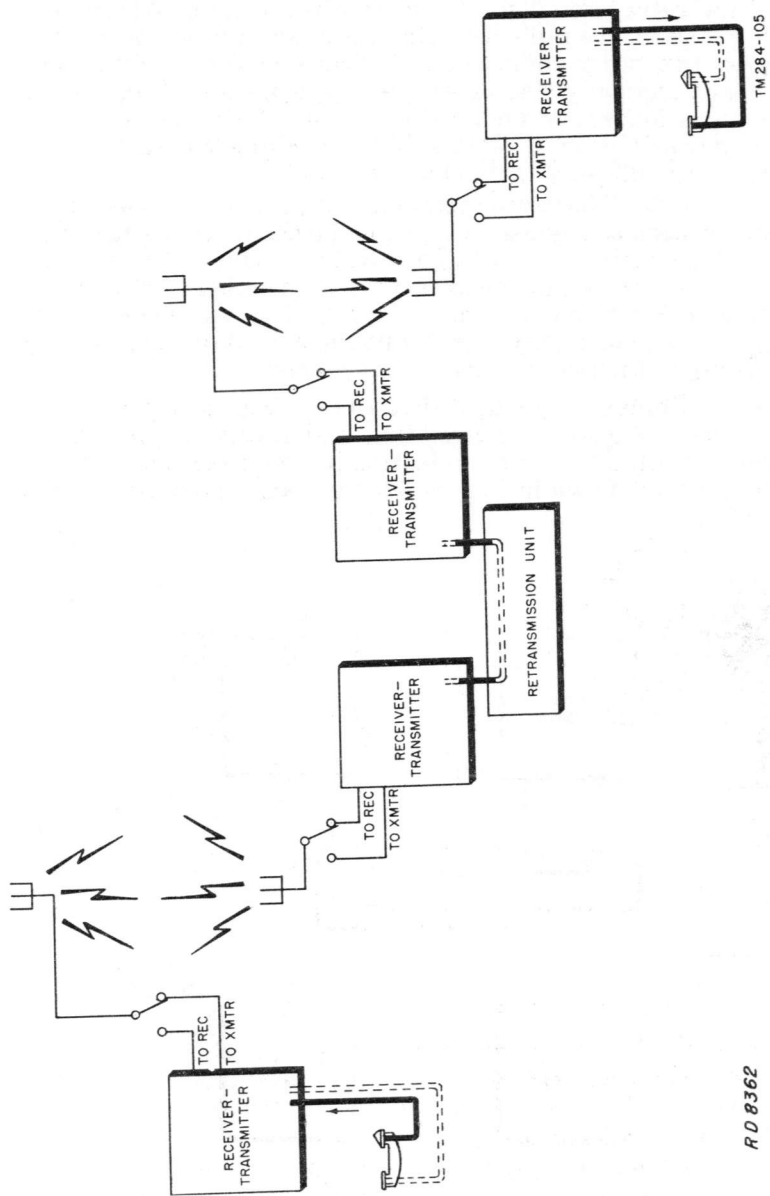 RECEIVER–
TRANSMITTER
TO REC
TO XMTR
RECEIVER–
TRANSMITTER
TO REC
TO XMTR
RETRANSMISSION UNIT
RECEIVER–
TRANSMITTER
TO REC
TO XMTR
RECEIVER–
TRANSMITTER
TO REC
TO XMTR
TM 284-105
RD 8362